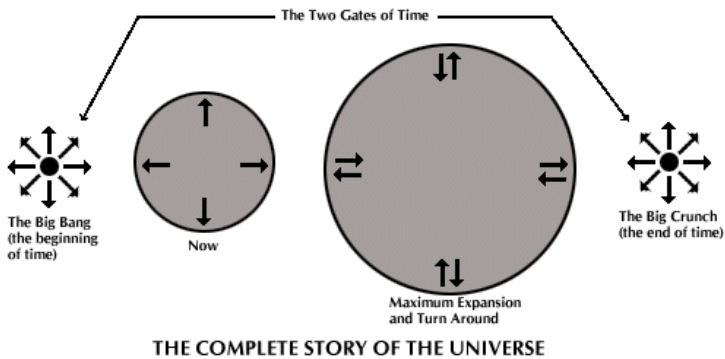 The Two Gates of Time
The Big Bang
(the beginning
of time)
Now
Maximum Expansion
and Turn Around
The Big Crunch
(the end of time)
THE COMPLETE STORY OF THE UNIVERSE